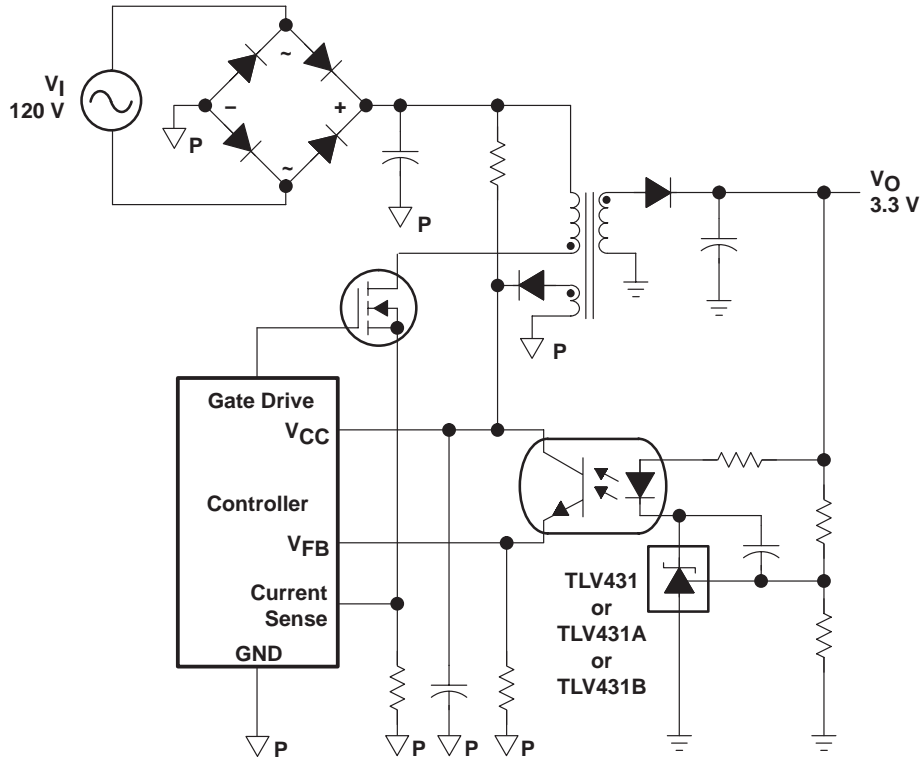 ~
VI
120 V
–
+
P
~
P
VO
3.3 V
P
Gate Drive
VCC
Controller
VFB
Current
Sense
GND
TLV431
or
TLV431A
or
TLV431B
P
P
P
P